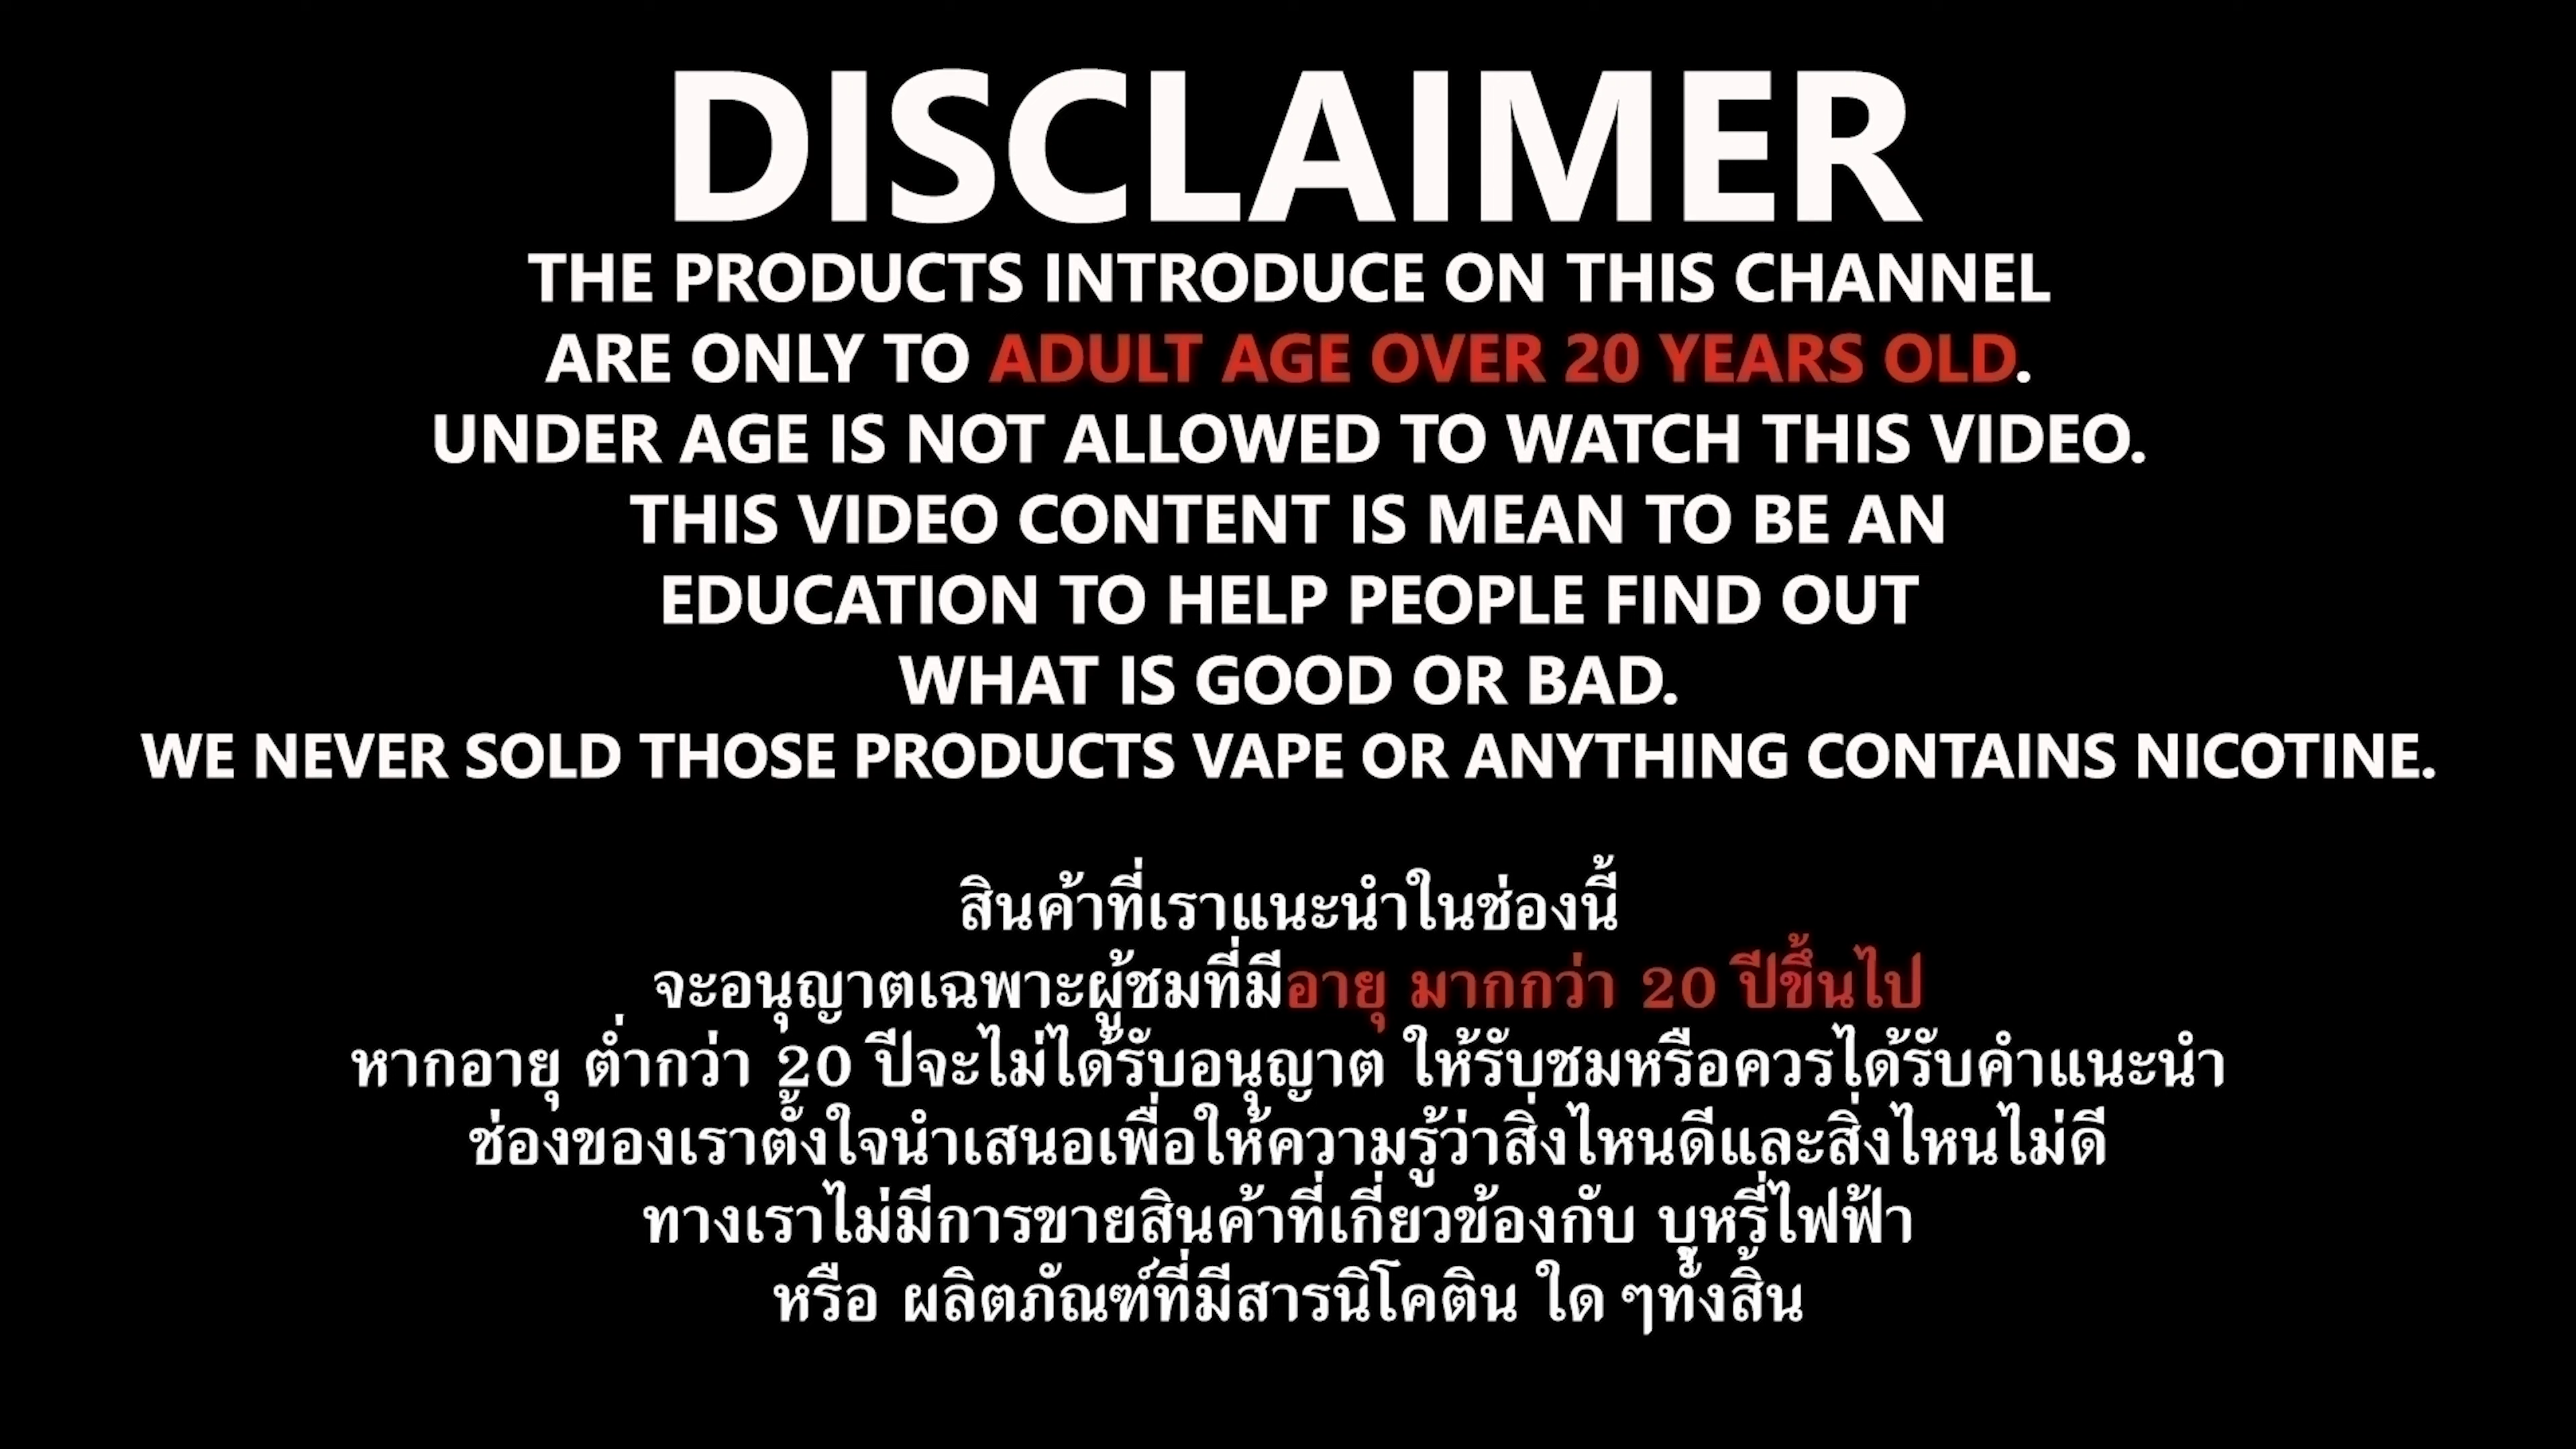 DISCLAIMER
THE PRODUCTS INTRODUCE ON THIS CHANNEL
ARE ONLY TO ADULT AGE OVER 20 YEARS OLD.
UNDER AGE IS NOT ALLOWED TO WATCH THIS VIDEO.
THIS VIDEO CONTENT IS MEAN TO BE AN
EDUCATION TO HELP PEOPLE FIND OUT
WHAT IS GOOD OR BAD.
WE NEVER SOLD THOSE PRODUCTS VAPE OR ANYTHING CONTAINS NICOTINE.
สินค้าที่เราแนะนำในช่องนี้
จะอนุญาตเฉพาะผู้ชมที่มีอายุ มากกว่า 20 ปีขึ้นไป
หากอายุ ต่ำกว่า 20 ปีจะไม่ได้รับอนุญาต ให้รับชมหรือควรได้รับคำแนะนำ
ช่องของเราตั้งใจนำเสนอเพื่อให้ความรู้ว่าสิ่งไหนดีและสิ่งไหนไม่ดี
ทางเราไม่มีการขายสินค้าที่เกี่ยวข้องกับ บุหรี่ไฟฟ้า
หรือ ผลิตภัณฑ์ที่มีสารนิโคติน ใด ๆทั้งสิ้น